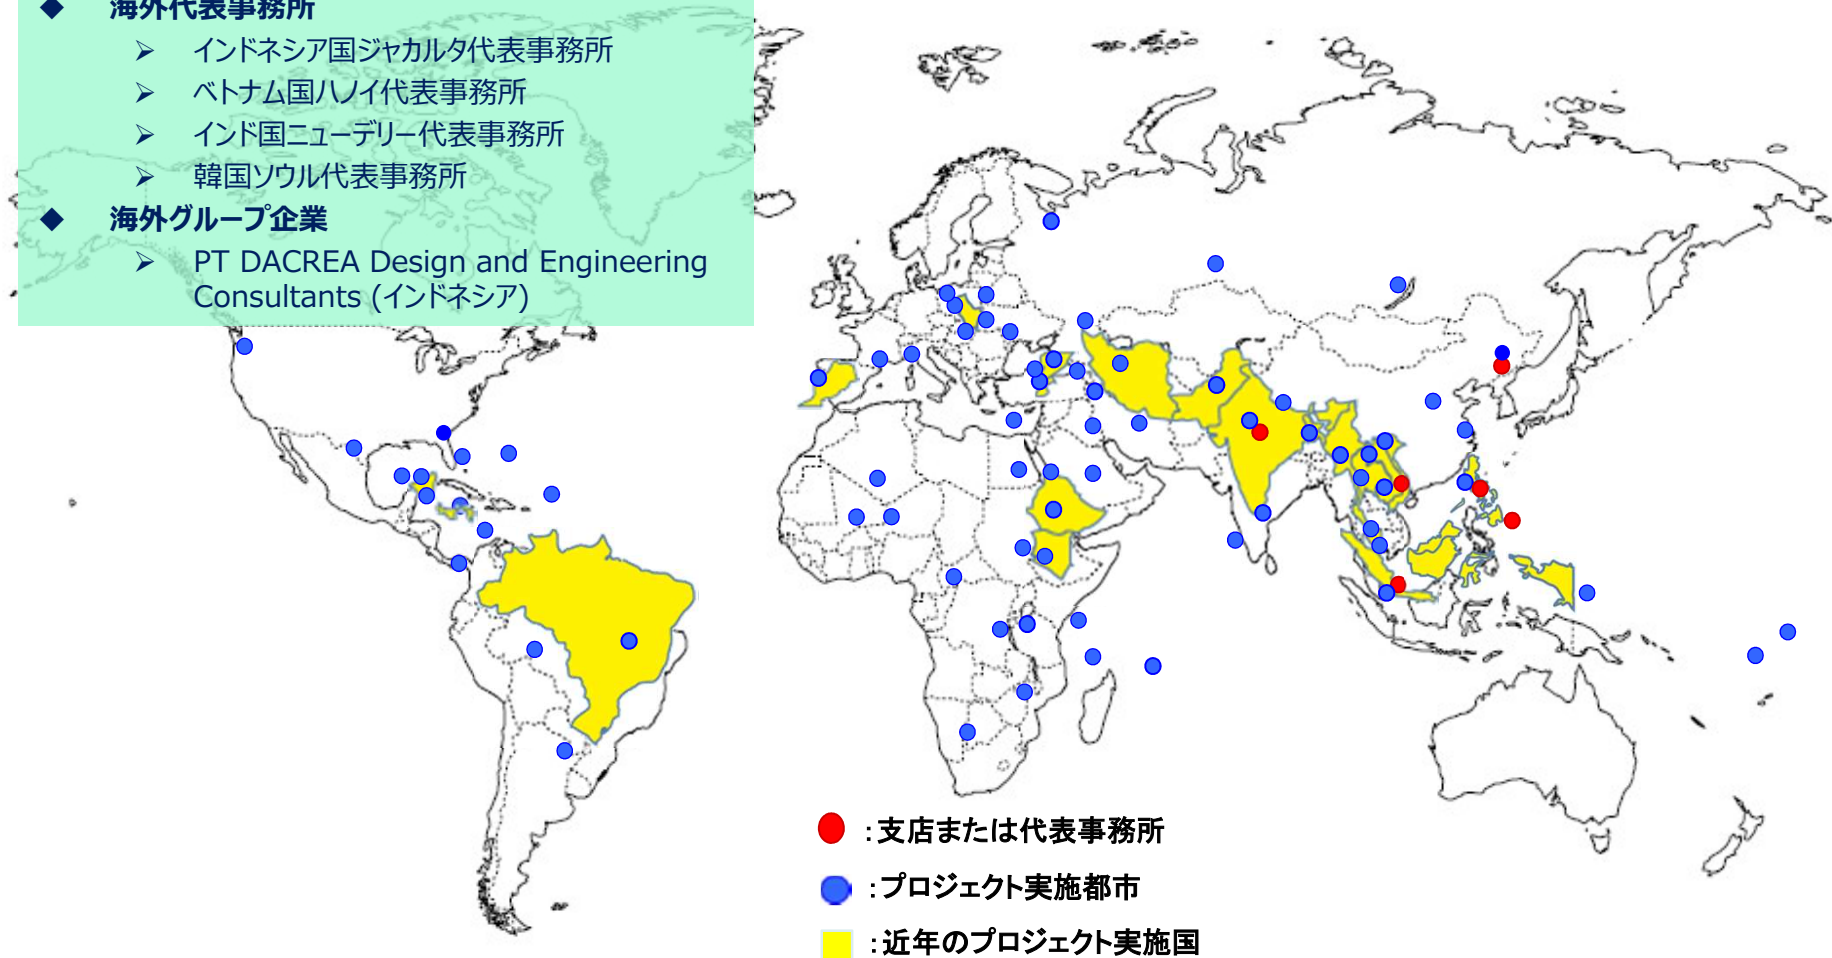 ◆ 海外代表事務所
➢ インドネシア国ジャカルタ代表事務所
➢ ベトナム国ハノイ代表事務所
➢ インド国ニューデリー代表事務所
➢ 韓国ソウル代表事務所
◆ 海外グループ企業
➢ PT DACREA Design and Engineering
Consultants (インドネシア)
:支店または代表事務所
:プロジェクト実施都市
:近年のプロジェクト実施国